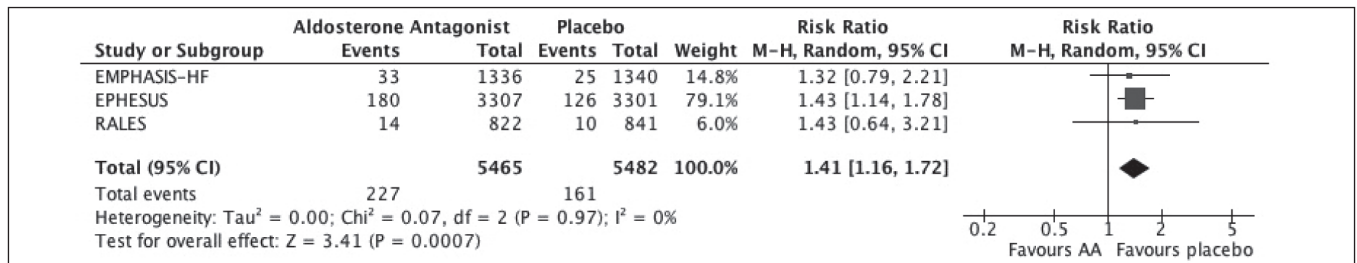 Aldosterone Antagonist Placebo Risk Ratio Risk Ratio
Study or Subgroup Events Total Events Total Weight M-H, Random, 95% CI M-H, Random, 95% CI
EMPHASIS-HF 33 1336 25 1340 14.8% 1.32 [0.79, 2.21]
EPHESUS 180 3307 126 3301 79.1% 1.43 [1.14, 1.78]
RALES 14 822 10 841 6.0% 1.43 [0.64, 3.21]
Total (95% CI) 5465 5482 100.0% 1.41 [1.16, 1.72]
Total events 227 161
Heterogeneity: Tau² = 0.00; Chi² = 0.07, df = 2 (P = 0.97); I² = 0%
Test for overall effect: Z = 3.41 (P = 0.0007)
0.2 0.5 1 2 5
Favours AA Favours placebo